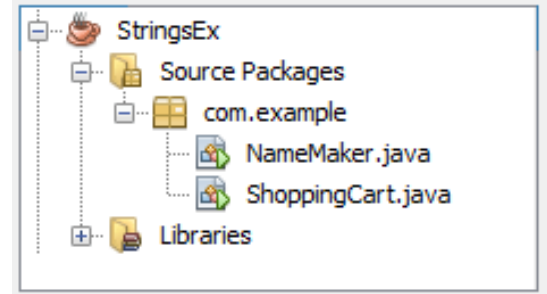 StringsEx
Source Packages
com.example
NameMaker.java
ShoppingCart.java
Libraries